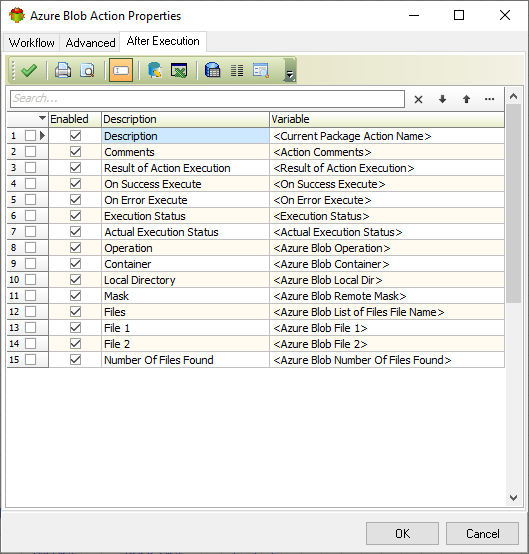 Azure Blob Action Properties
Workflow Advanced After Execution
Search...
Enabled Description Variable
1 Description <Current Package Action Name>
2 Comments <Action Comments>
3 Result of Action Execution <Result of Action Execution>
4 On Success Execute <On Success Execute>
5 On Error Execute <On Error Execute>
6 Execution Status <Execution Status>
7 Actual Execution Status <Actual Execution Status>
8 Operation <Azure Blob Operation>
9 Container <Azure Blob Container>
10 Local Directory <Azure Blob Local Dir>
11 Mask <Azure Blob Remote Mask>
12 Files <Azure Blob List of Files File Name>
13 File 1 <Azure Blob File 1>
14 File 2 <Azure Blob File 2>
15 Number Of Files Found <Azure Blob Number Of Files Found>
OK Cancel